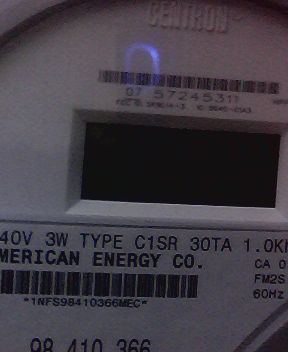 CENTRON
97 57245311
40V 3W TYPE C1SR 30TA 1.0K
MERICAN ENERGY CO.
CA 0
FM2S
*1NFS98410366MEC*
60Hz
98 410 366